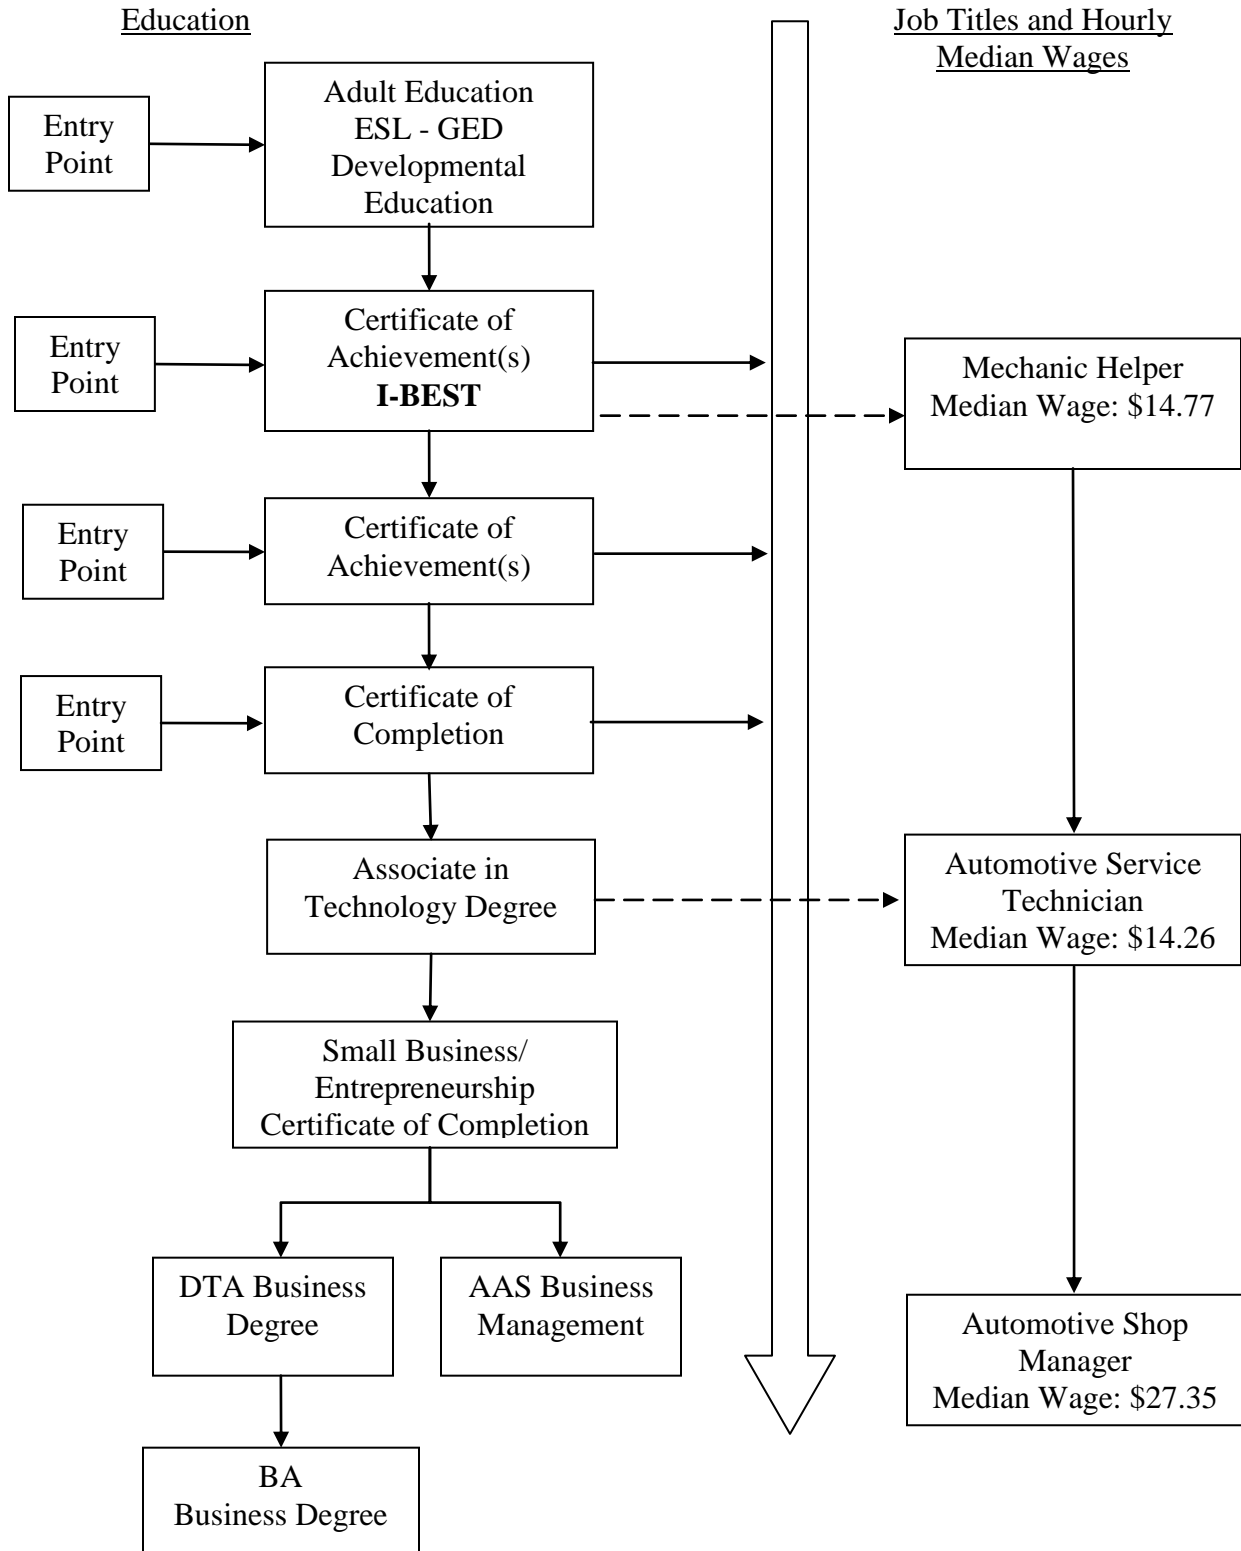 Education
Job Titles and Hourly
Median Wages
Entry
Point
Adult Education
ESL - GED
Developmental
Education
Entry
Point
Certificate of
Achievement(s)
I-BEST
Mechanic Helper
Median Wage: $14.77
Entry
Point
Certificate of
Achievement(s)
Entry
Point
Certificate of
Completion
Associate in
Technology Degree
Automotive Service
Technician
Median Wage: $14.26
Small Business/
Entrepreneurship
Certificate of Completion
DTA Business
Degree
AAS Business
Management
Automotive Shop
Manager
Median Wage: $27.35
BA
Business Degree